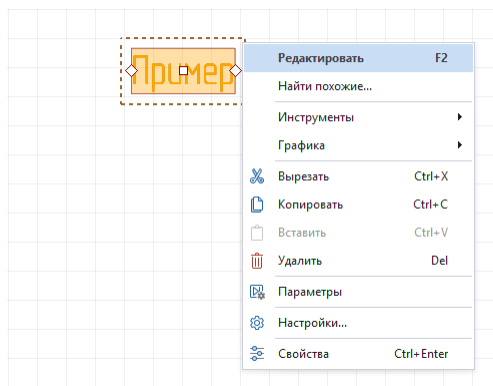 Пример
Редактировать F2
Найти похожие...
Инструменты
Графика
Вырезать Ctrl+X
Копировать Ctrl+C
Вставить Ctrl+V
Удалить Del
Параметры
Настройки...
Свойства Ctrl+Enter